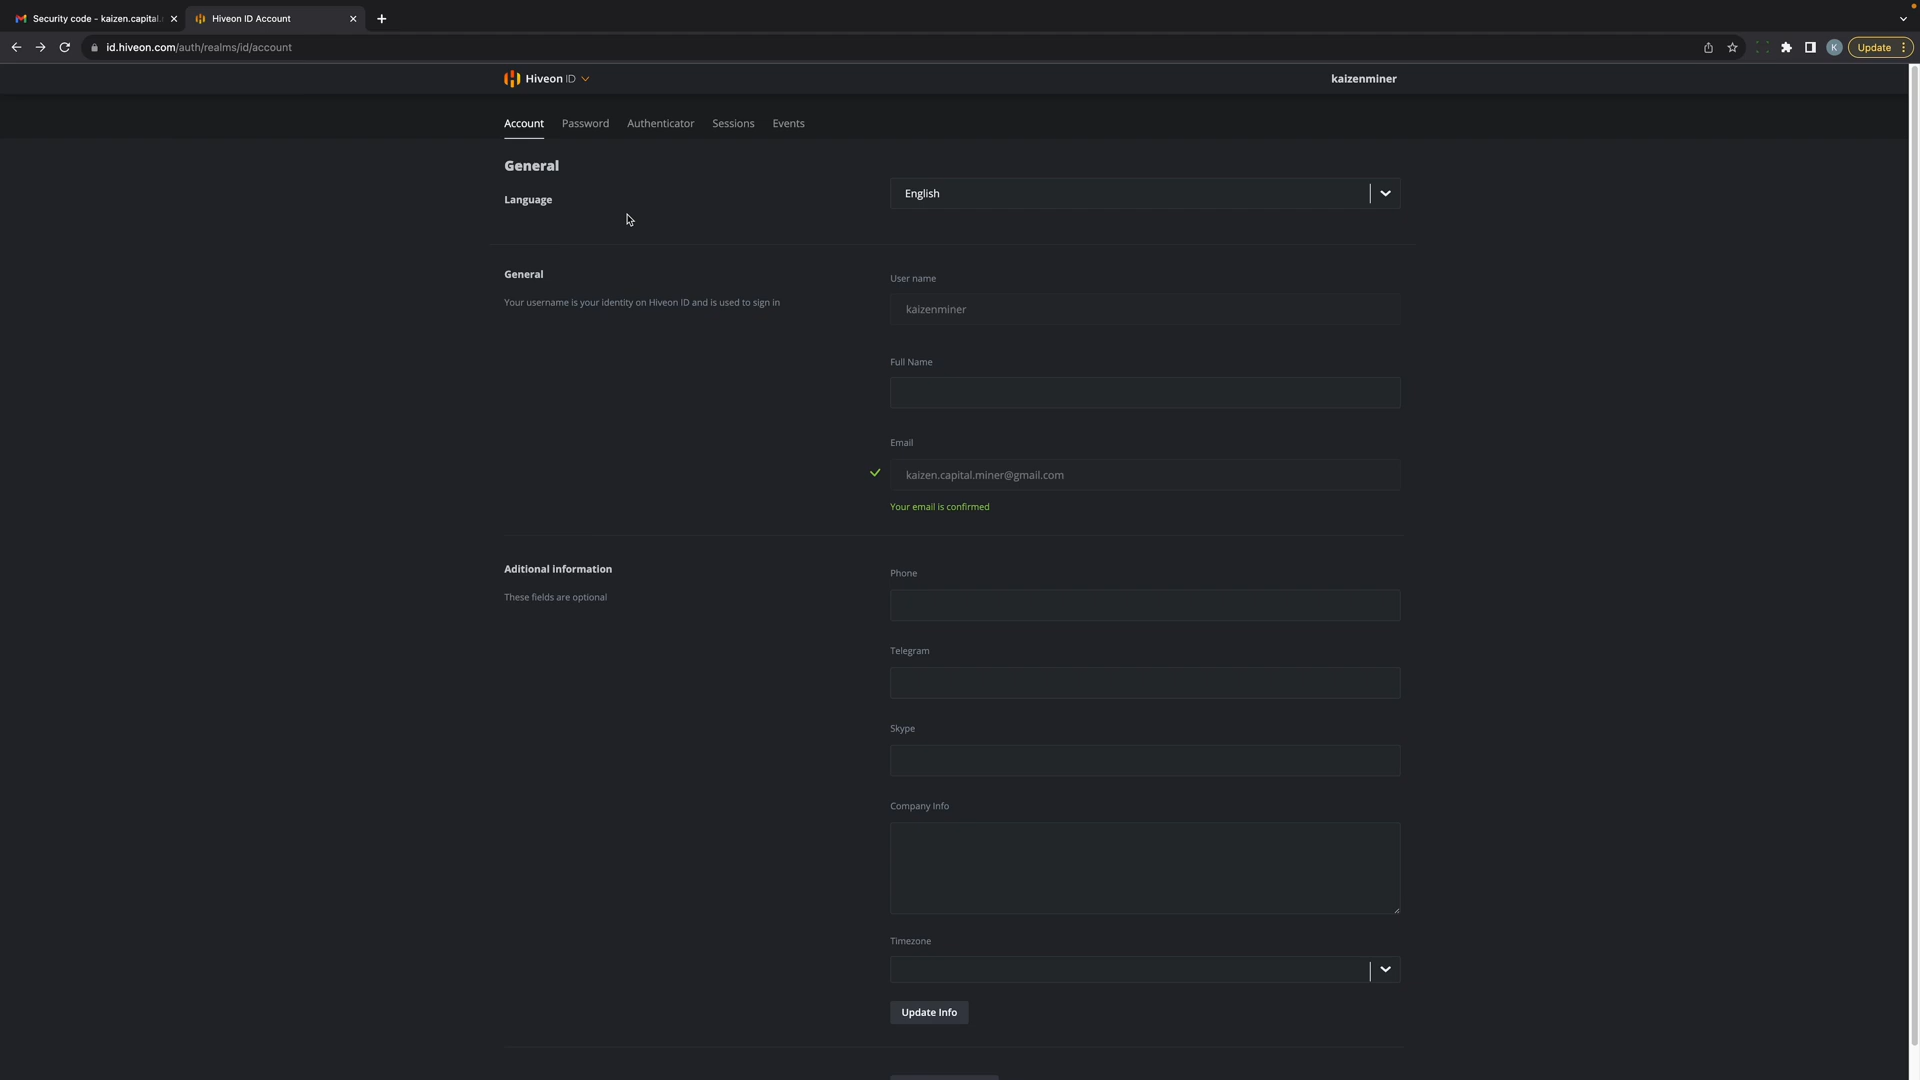 Security code - kaizen.capital.
Hiveon ID Account
id.hiveon.com/auth/realms/id/account
K
Update
Hiveon ID
kaizenminer
Account
Password
Authenticator
Sessions
Events
General
Language
English
General
Your username is your identity on Hiveon ID and is used to sign in
User name
kaizenminer
Full Name
Email
kaizen.capital.miner@gmail.com
Your email is confirmed
Aditional information
These fields are optional
Phone
Telegram
Skype
Company Info
Timezone
Update Info